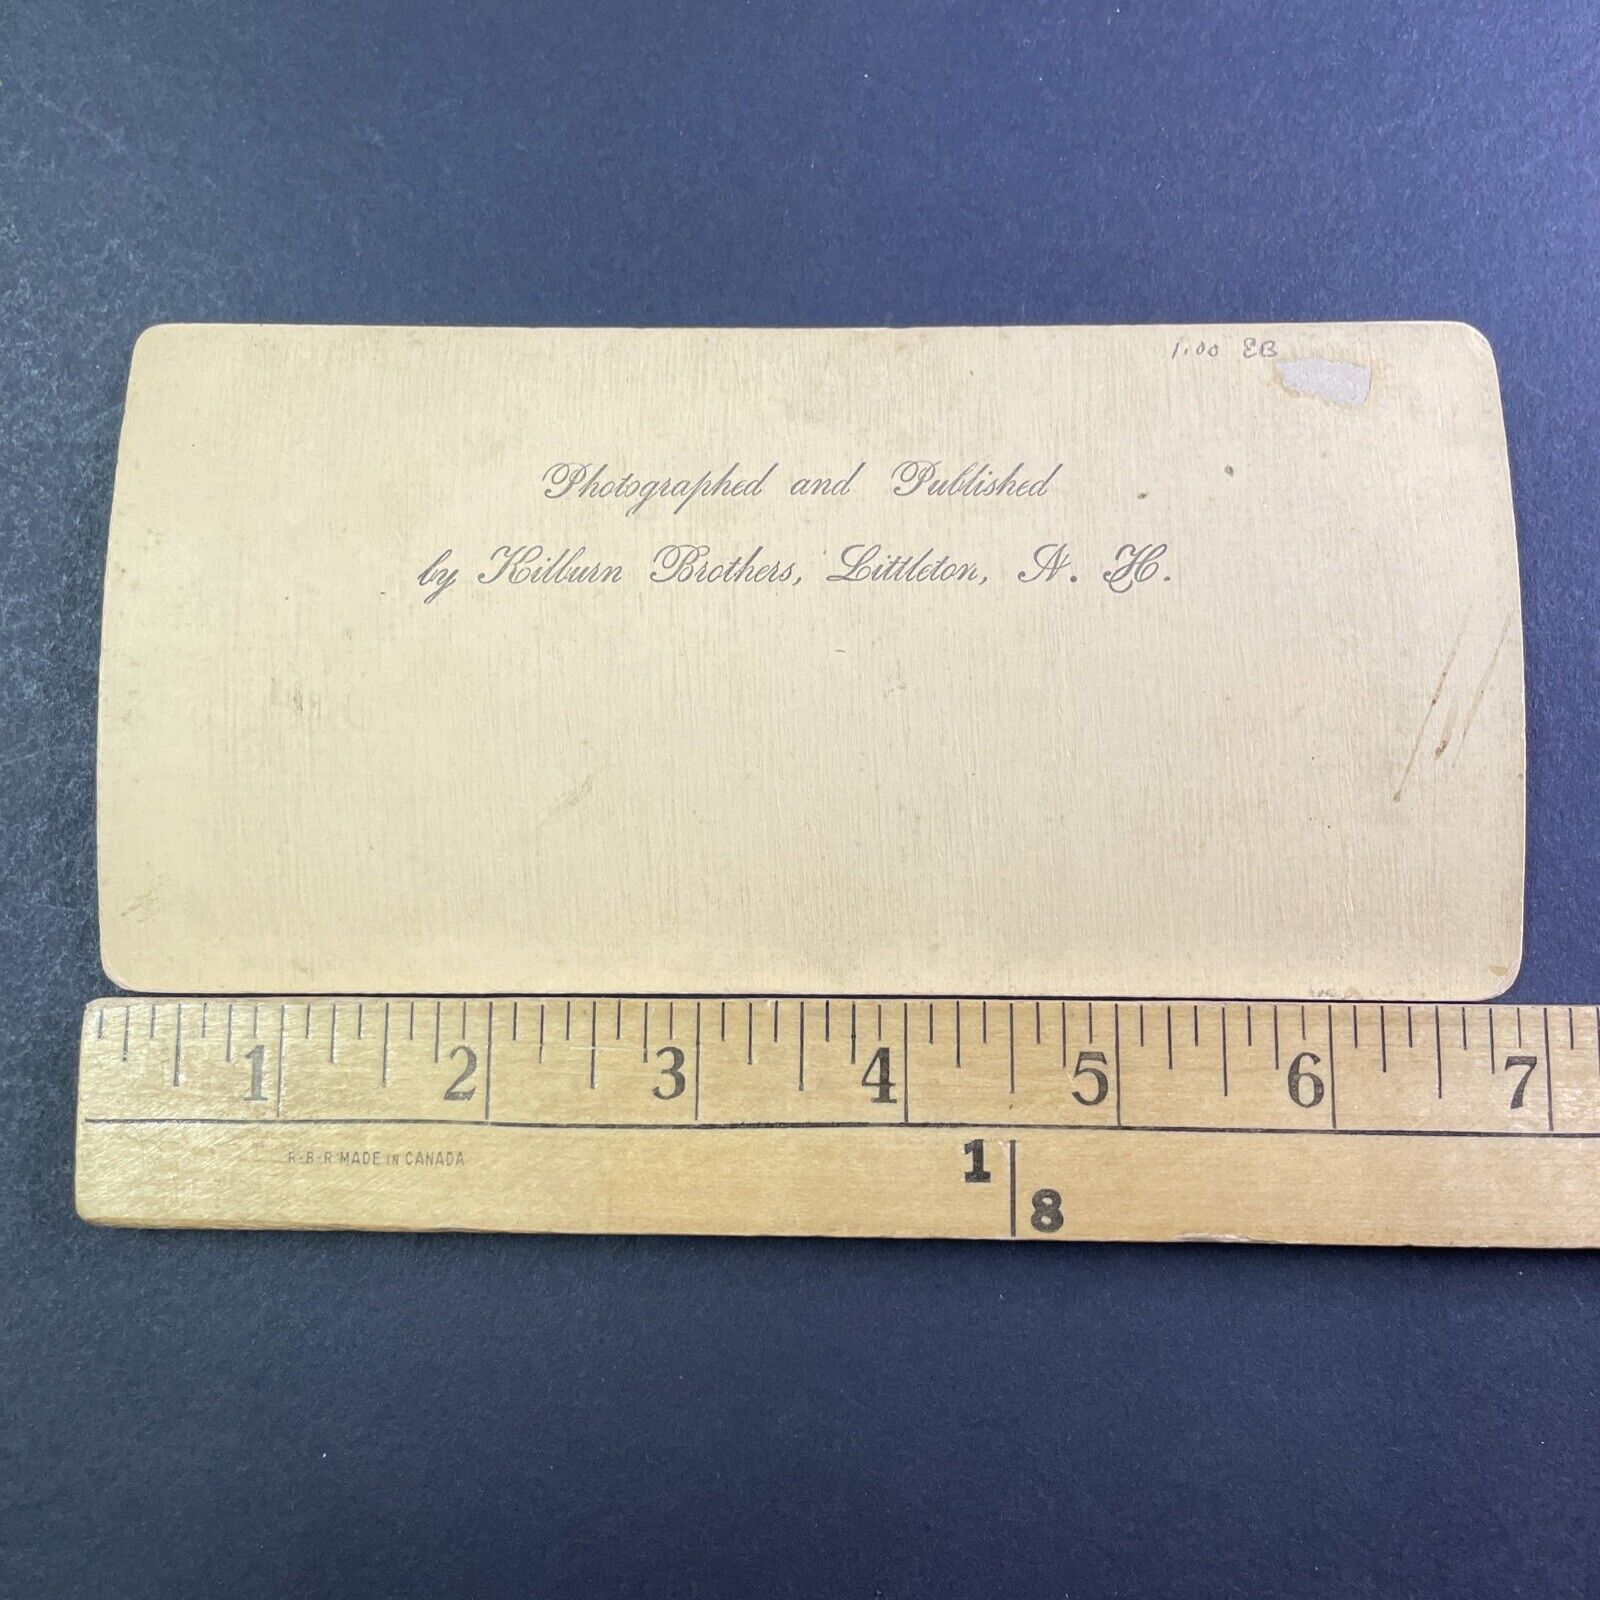 1.00 EB
Photographed and Published
by Kilburn Brothers, Littleton, N. H.
1 2 3 4 5 6 7
R-B-R MADE IN CANADA
1
8